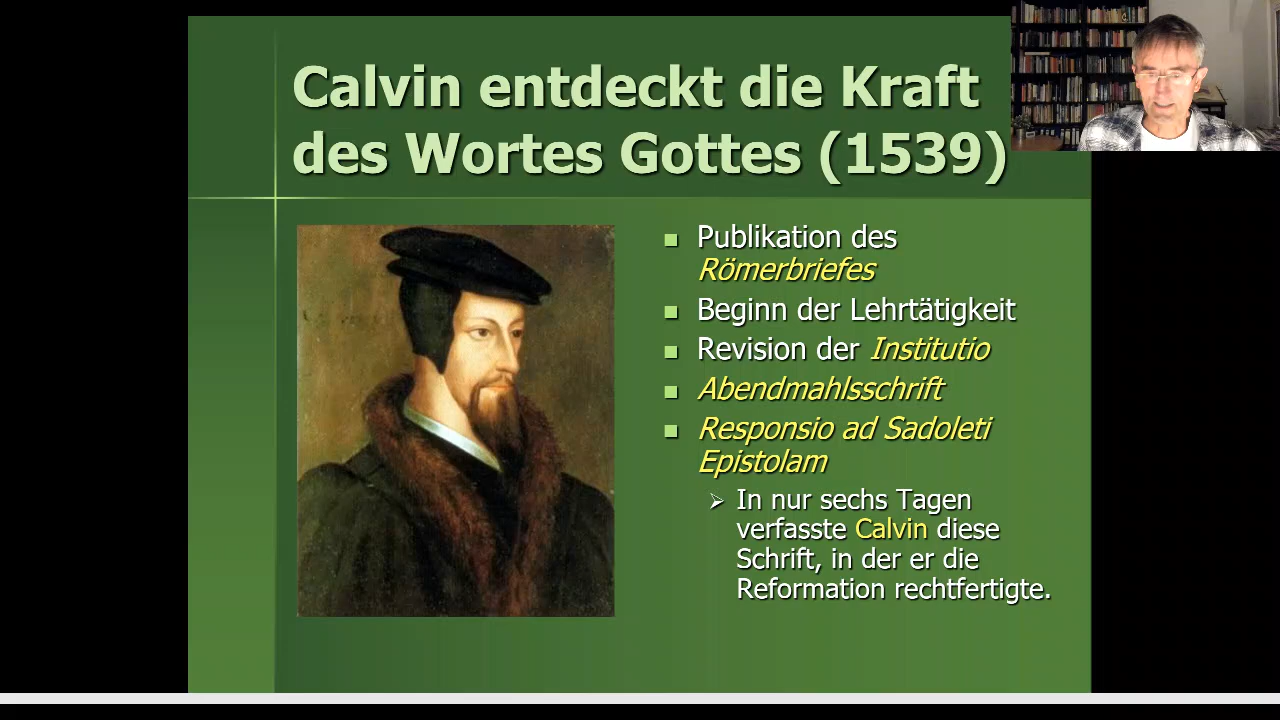 Calvin entdeckt die Kraft
des Wortes Gottes (1539)
Publikation des
Römerbriefes
Beginn der Lehrtätigkeit
Revision der Institutio
Abendmahlsschrift
Responsio ad Sadoleti
Epistolam
In nur sechs Tagen
verfasste Calvin diese
Schrift, in der er die
Reformation rechtfertigte.